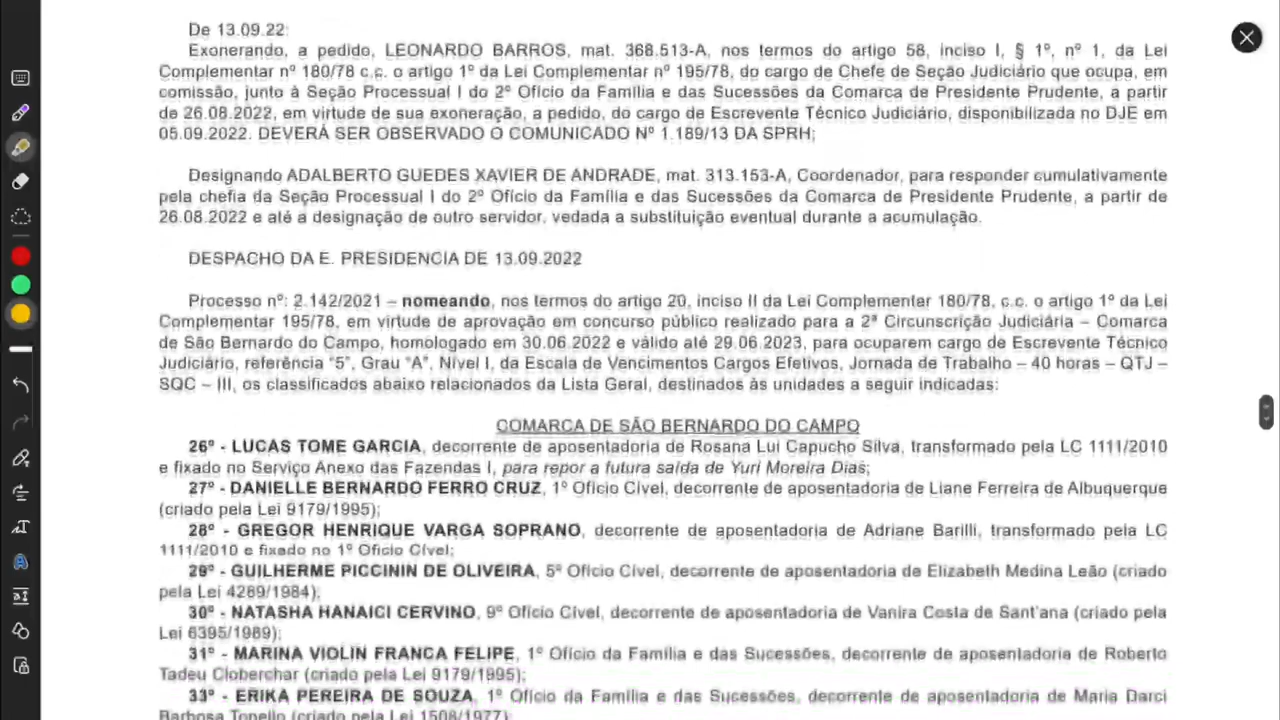 De 13.09.22:
Exonerando, a pedido, LEONARDO BARROS, mat. 368.513-A, nos termos do artigo 58, inciso I, § 1º, nº 1, da Lei
Complementar nº 180/78 c.c. o artigo 1º da Lei Complementar nº 195/78, do cargo de Chefe de Seção Judiciário que ocupa, em
comissão, junto à Seção Processual I do 2º Ofício da Família e das Sucessões da Comarca de Presidente Prudente, a partir
de 26.08.2022, em virtude de sua exoneração, a pedido, do cargo de Escrevente Técnico Judiciário, disponibilizada no DJE em
05.09.2022. DEVERÁ SER OBSERVADO O COMUNICADO Nº 1.189/13 DA SPRH;
Designando ADALBERTO GUEDES XAVIER DE ANDRADE, mat. 313.153-A, Coordenador, para responder cumulativamente
pela chefia da Seção Processual I do 2º Ofício da Família e das Sucessões da Comarca de Presidente Prudente, a partir de
26.08.2022 e até a designação de outro servidor, vedada a substituição eventual durante a acumulação.
DESPACHO DA E. PRESIDENCIA DE 13.09.2022
Processo nº: 2.142/2021 – nomeando, nos termos do artigo 20, inciso II da Lei Complementar 180/78, c.c. o artigo 1º da Lei
Complementar 195/78, em virtude de aprovação em concurso público realizado para a 2ª Circunscrição Judiciária – Comarca
de São Bernardo do Campo, homologado em 30.06.2022 e válido até 29.06.2023, para ocuparem cargo de Escrevente Técnico
Judiciário, referência "5", Grau "A", Nível I, da Escala de Vencimentos Cargos Efetivos, Jornada de Trabalho – 40 horas – QTJ –
SQC – III, os classificados abaixo relacionados da Lista Geral, destinados às unidades a seguir indicadas:
COMARCA DE SÃO BERNARDO DO CAMPO
26º - LUCAS TOME GARCIA, decorrente de aposentadoria de Rosana Lui Capucho Silva, transformado pela LC 1111/2010
e fixado no Serviço Anexo das Fazendas I, para repor a futura saída de Yuri Moreira Dias;
27º - DANIELLE BERNARDO FERRO CRUZ, 1º Ofício Cível, decorrente de aposentadoria de Liane Ferreira de Albuquerque
(criado pela Lei 9179/1995);
28º - GREGOR HENRIQUE VARGA SOPRANO, decorrente de aposentadoria de Adriane Barilli, transformado pela LC
1111/2010 e fixado no 1º Ofício Cível;
29º - GUILHERME PICCININ DE OLIVEIRA, 5º Ofício Cível, decorrente de aposentadoria de Elizabeth Medina Leão (criado
pela Lei 4289/1984);
30º - NATASHA HANAICI CERVINO, 9º Ofício Cível, decorrente de aposentadoria de Vanira Costa de Sant'ana (criado pela
Lei 6395/1989);
31º - MARINA VIOLIN FRANCA FELIPE, 1º Ofício da Família e das Sucessões, decorrente de aposentadoria de Roberto
Tadeu Cloberchar (criado pela Lei 9179/1995);
33º - ERIKA PEREIRA DE SOUZA, 1º Ofício da Família e das Sucessões, decorrente de aposentadoria de Maria Darci
Barbosa Tonello (criado pela Lei 1508/1977)